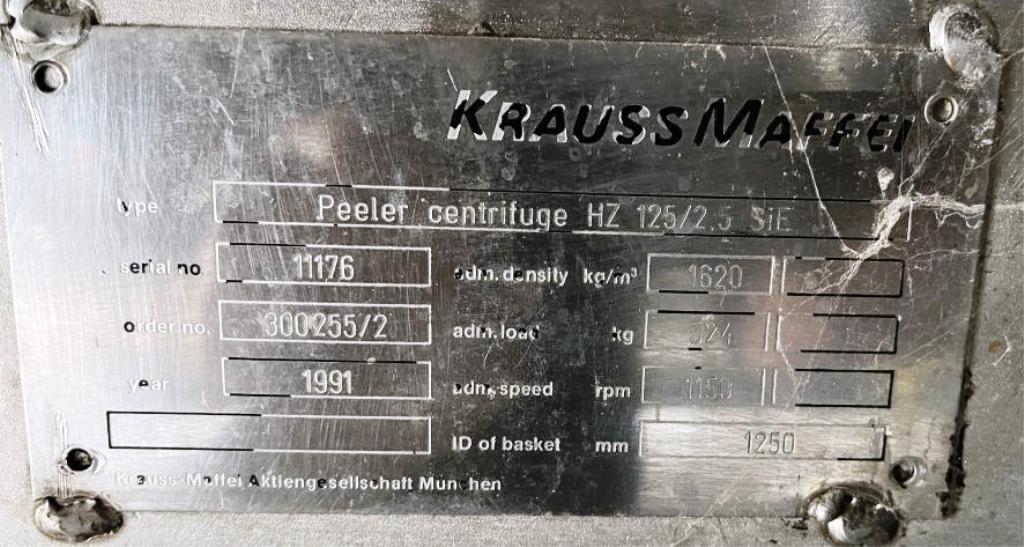 KRAUSS MAFFEI
type Peeler centrifuge HZ 125/2.5 SiE
serial no. 11176 adm. density kg/m³ 1620
order no. 300255/2 adm. load kg
year 1991 adm. speed rpm 1150
ID of basket mm 1250
Krauss-Maffei Aktiengesellschaft München